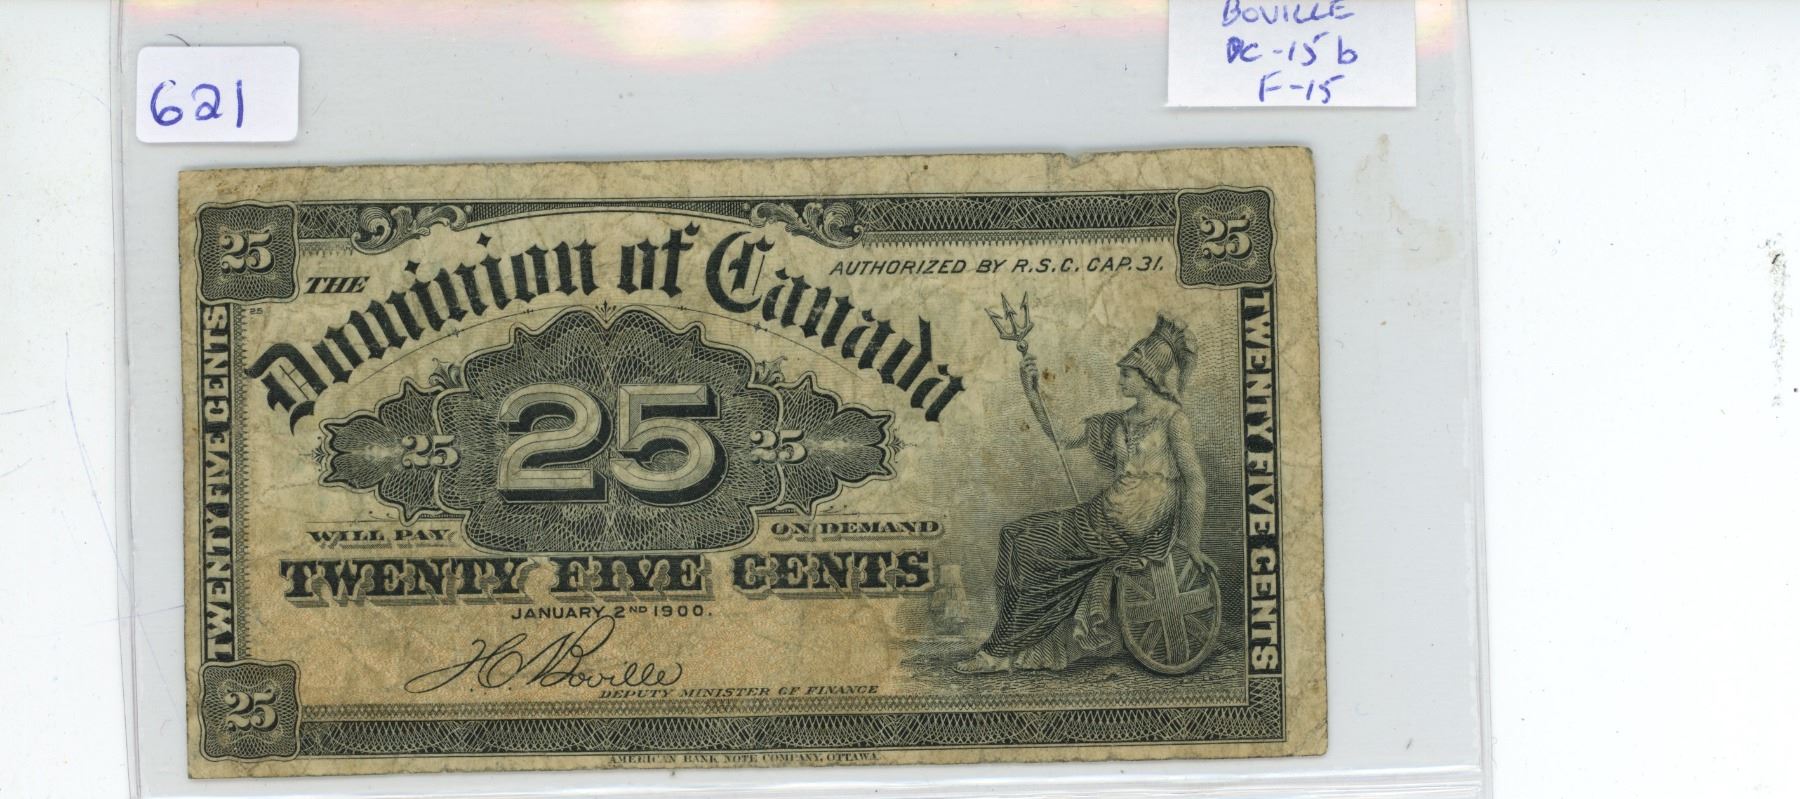 BOVILLE
DC-15 b
F-15
621
25
25
THE Dominion of Canada
AUTHORIZED BY R.S.C. CAP. 31.
25
TWENTY FIVE CENTS
TWENTY FIVE CENTS
25 25 25
WILL PAY ON DEMAND
TWENTY FIVE CENTS
JANUARY 2ND 1900.
H C Boville
DEPUTY MINISTER OF FINANCE
25
AMERICAN BANK NOTE COMPANY, OTTAWA.